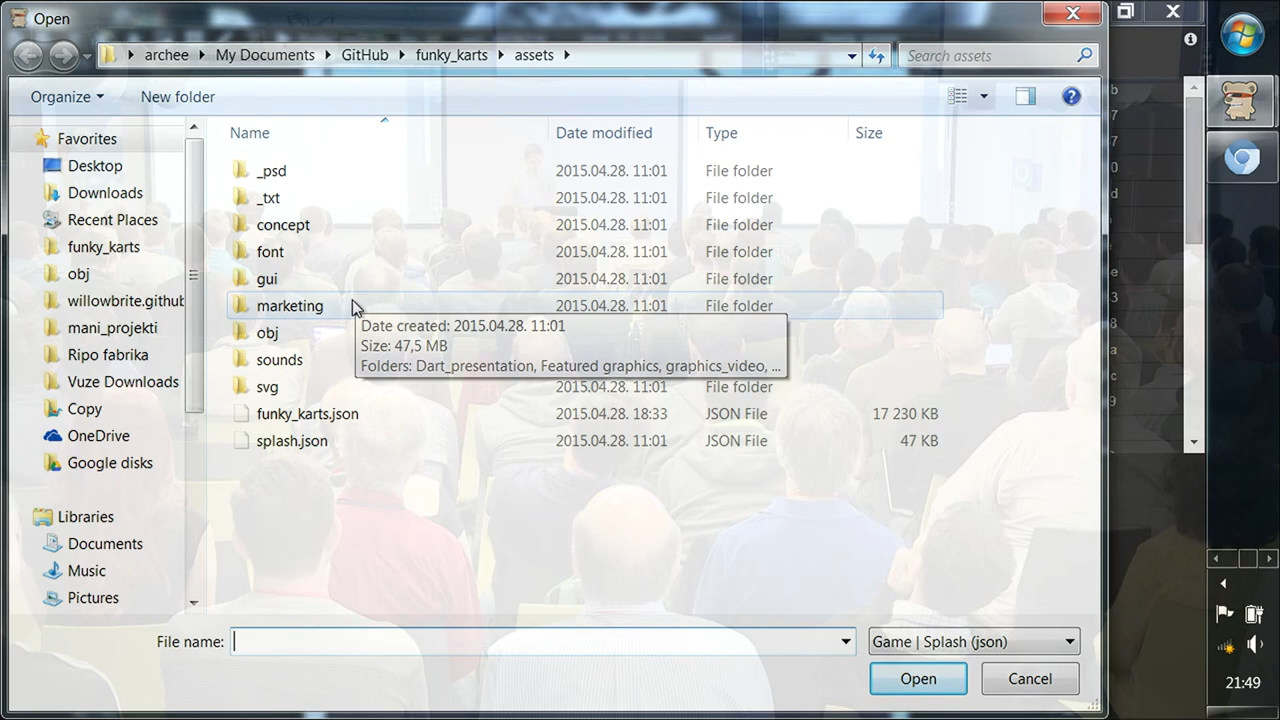 Open
archee My Documents GitHub funky_karts assets Search assets
Organize New folder
Name Date modified Type Size
Favorites
Desktop
Downloads
Recent Places
funky_karts
obj
willowbrite.github
mani_projekti
Ripo fabrika
Vuze Downloads
Copy
OneDrive
Google disks
Libraries
Documents
Music
Pictures
_psd 2015.04.28. 11:01 File folder
_txt 2015.04.28. 11:01 File folder
concept 2015.04.28. 11:01 File folder
font 2015.04.28. 11:01 File folder
gui 2015.04.28. 11:01 File folder
marketing 2015.04.28. 11:01 File folder
Date created: 2015.04.28. 11:01
Size: 47,5 MB
Folders: Dart_presentation, Featured graphics, graphics_video, ...
obj
sounds
svg 2015.04.28. 11:01 File folder
funky_karts.json 2015.04.28. 18:33 JSON File 17 230 KB
splash.json 2015.04.28. 11:01 JSON File 47 KB
File name: Game | Splash (json)
Open Cancel
21:49